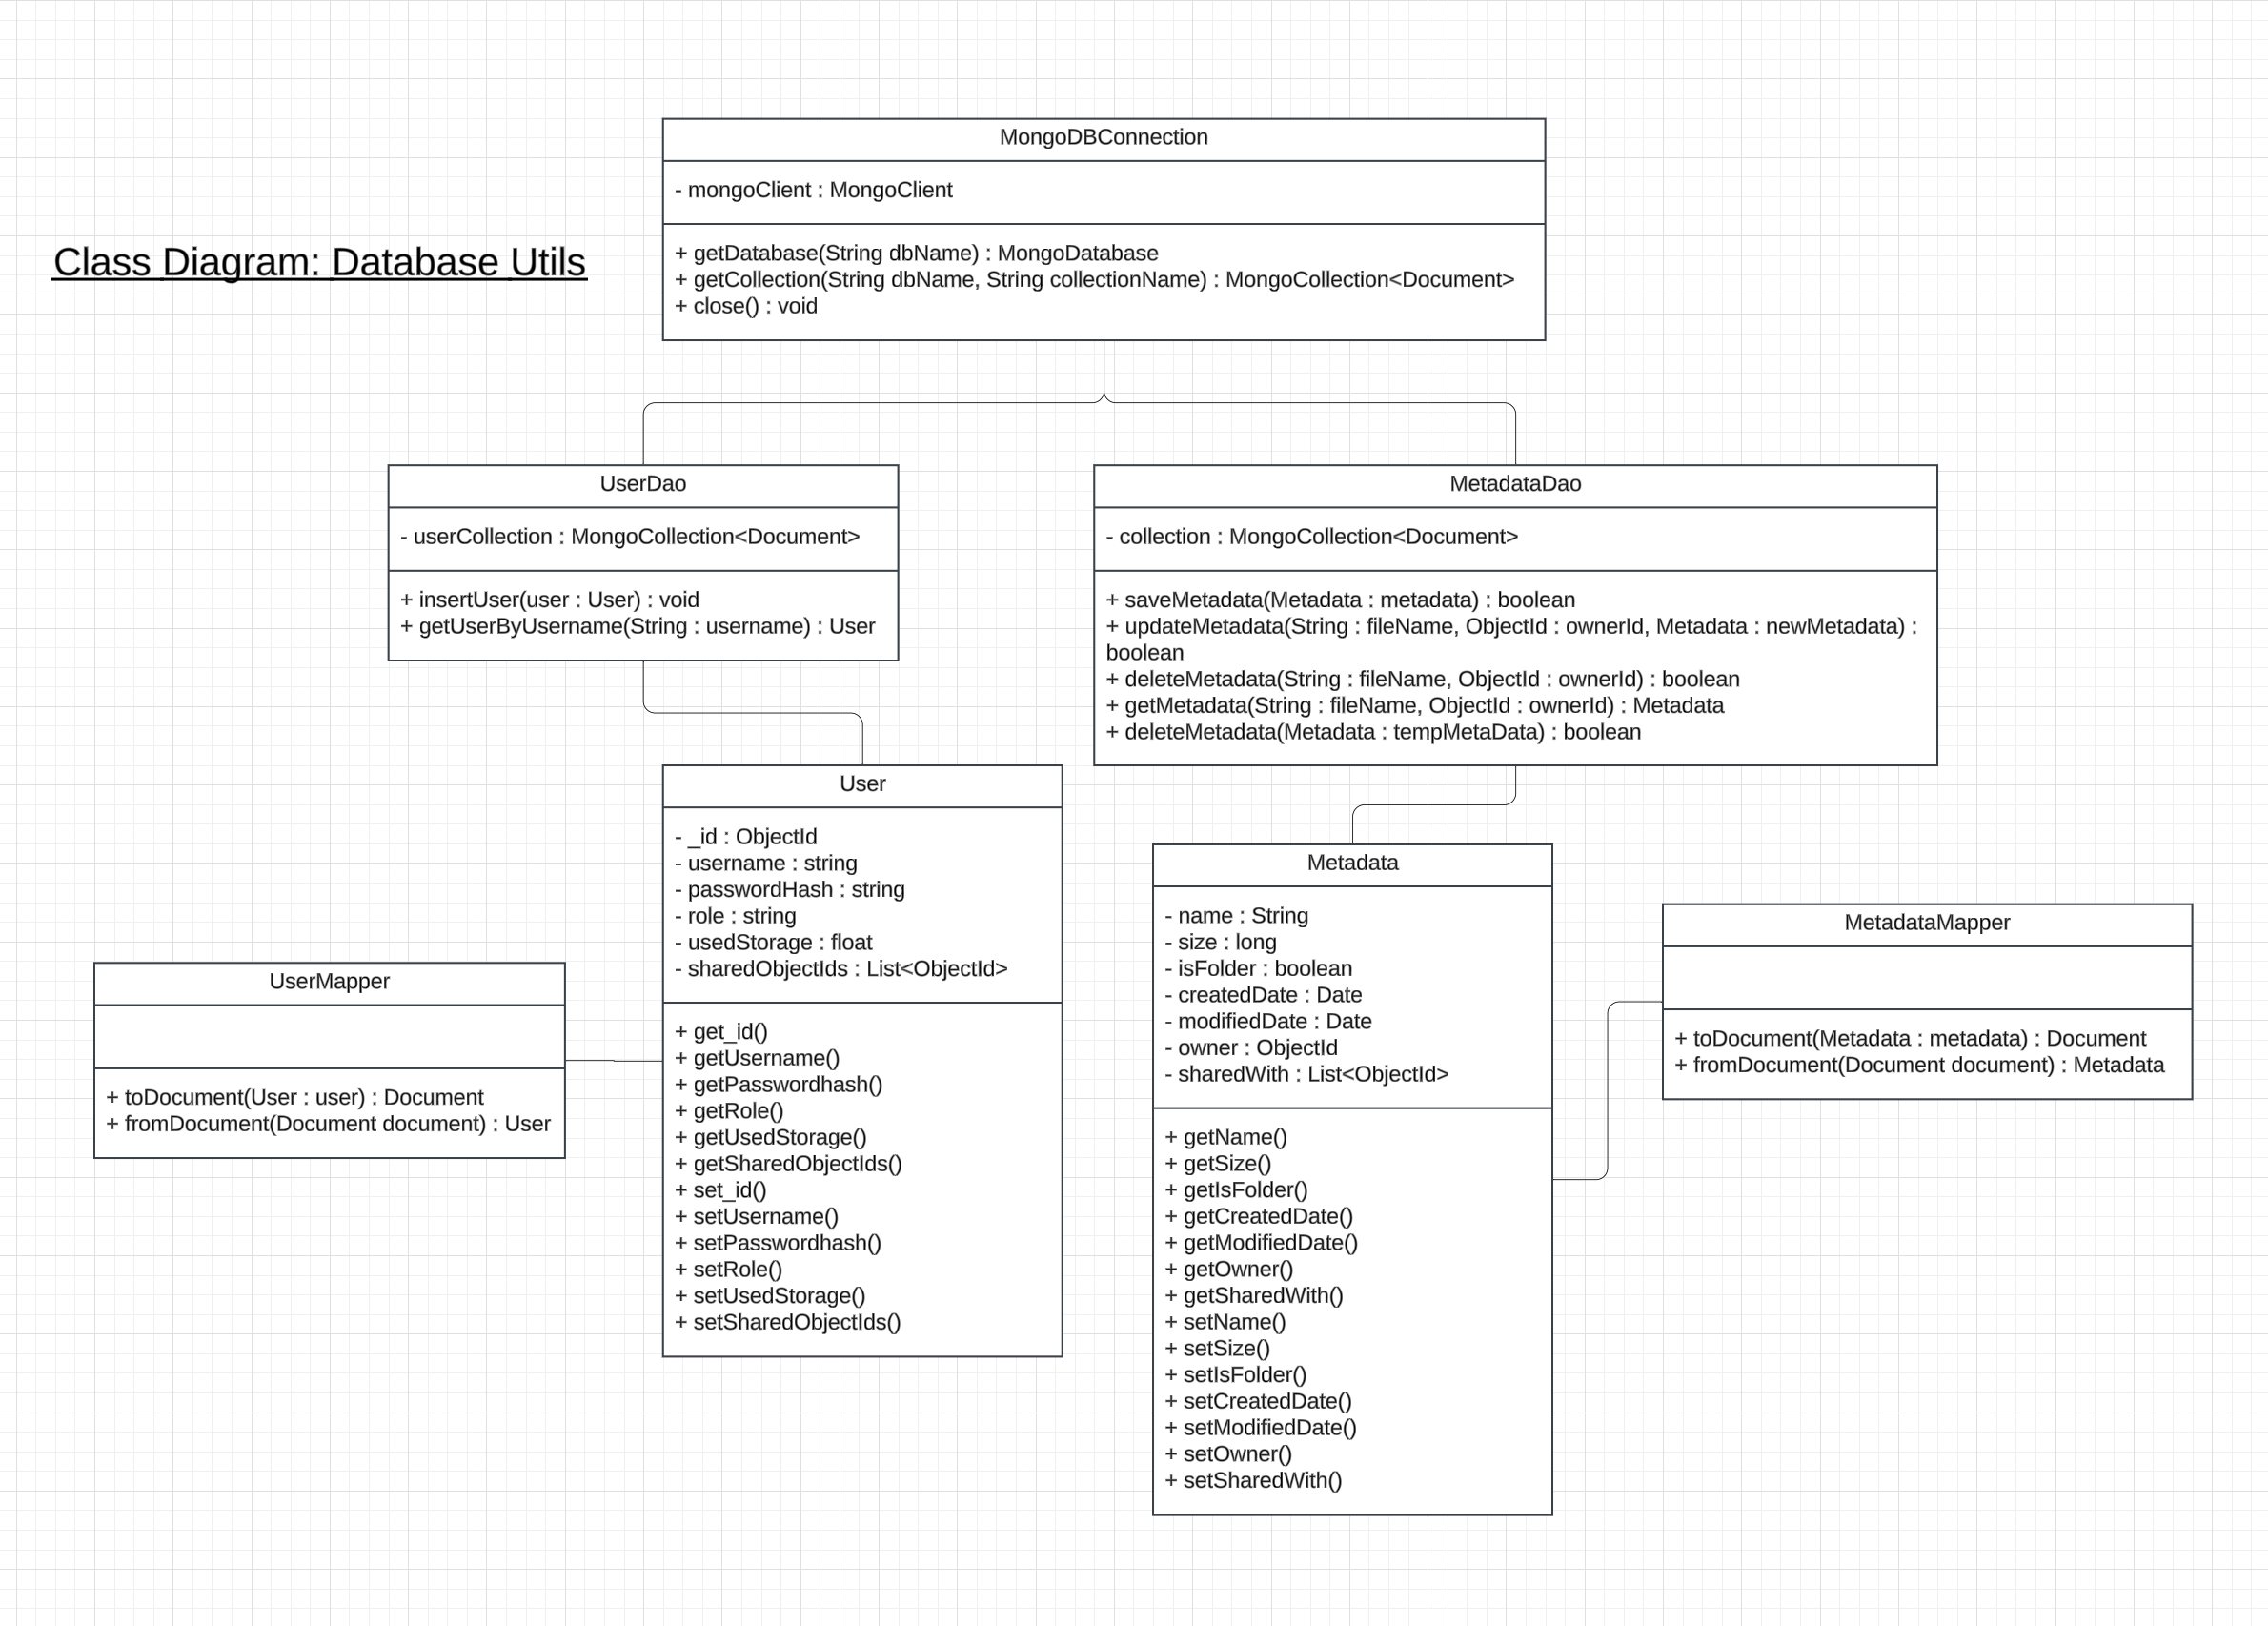 Class Diagram: Database Utils
MongoDBConnection
- mongoClient : MongoClient
+ getDatabase(String dbName) : MongoDatabase
+ getCollection(String dbName, String collectionName) : MongoCollection<Document>
+ close() : void
UserDao
- userCollection : MongoCollection<Document>
+ insertUser(user : User) : void
+ getUserByUsername(String : username) : User
MetadataDao
- collection : MongoCollection<Document>
+ saveMetadata(Metadata : metadata) : boolean
+ updateMetadata(String : fileName, ObjectId : ownerId, Metadata : newMetadata) :
boolean
+ deleteMetadata(String : fileName, ObjectId : ownerId) : boolean
+ getMetadata(String : fileName, ObjectId : ownerId) : Metadata
+ deleteMetadata(Metadata : tempMetaData) : boolean
User
- _id : ObjectId
- username : string
- passwordHash : string
- role : string
- usedStorage : float
- sharedObjectIds : List<ObjectId>
+ get_id()
+ getUsername()
+ getPasswordhash()
+ getRole()
+ getUsedStorage()
+ getSharedObjectIds()
+ set_id()
+ setUsername()
+ setPasswordhash()
+ setRole()
+ setUsedStorage()
+ setSharedObjectIds()
Metadata
- name : String
- size : long
- isFolder : boolean
- createdDate : Date
- modifiedDate : Date
- owner : ObjectId
- sharedWith : List<ObjectId>
+ getName()
+ getSize()
+ getIsFolder()
+ getCreatedDate()
+ getModifiedDate()
+ getOwner()
+ getSharedWith()
+ setName()
+ setSize()
+ setIsFolder()
+ setCreatedDate()
+ setModifiedDate()
+ setOwner()
+ setSharedWith()
MetadataMapper
+ toDocument(Metadata : metadata) : Document
+ fromDocument(Document document) : Metadata
UserMapper
+ toDocument(User : user) : Document
+ fromDocument(Document document) : User